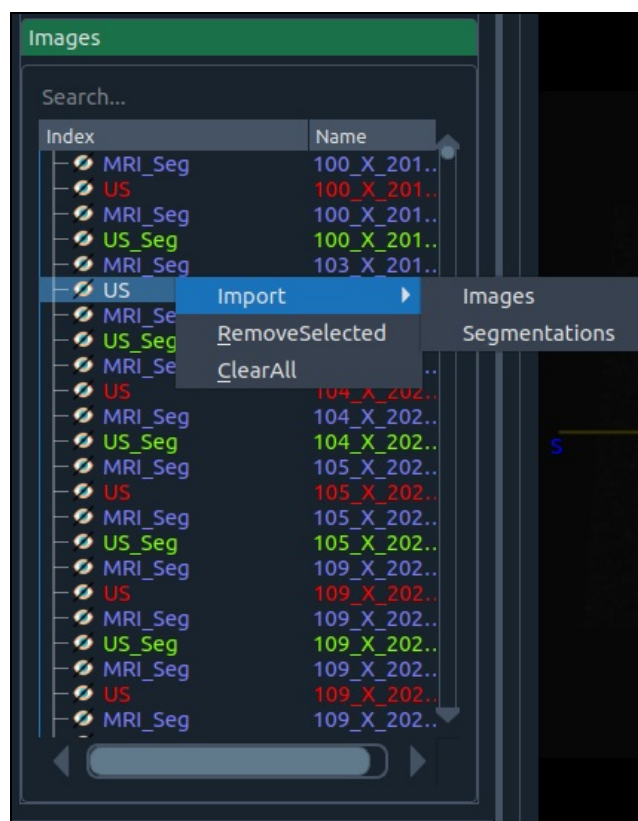 Images
Search...
Index Name
MRI_Seg 100_X_201..
US 100_X_201..
MRI_Seg 100_X_201..
US_Seg 100_X_201..
MRI_Seg 103_X_201..
US Import Images
MRI_Se RemoveSelected Segmentations
US_Seg ClearAll
MRI_Se ..
US 104_X_202..
MRI_Seg 104_X_202..
US_Seg 104_X_202..
MRI_Seg 105_X_202..
US 105_X_202..
MRI_Seg 105_X_202..
US_Seg 105_X_202..
MRI_Seg 109_X_202..
US 109_X_202..
MRI_Seg 109_X_202..
US_Seg 109_X_202..
MRI_Seg 109_X_202..
US 109_X_202..
MRI_Seg 109_X_202..
S